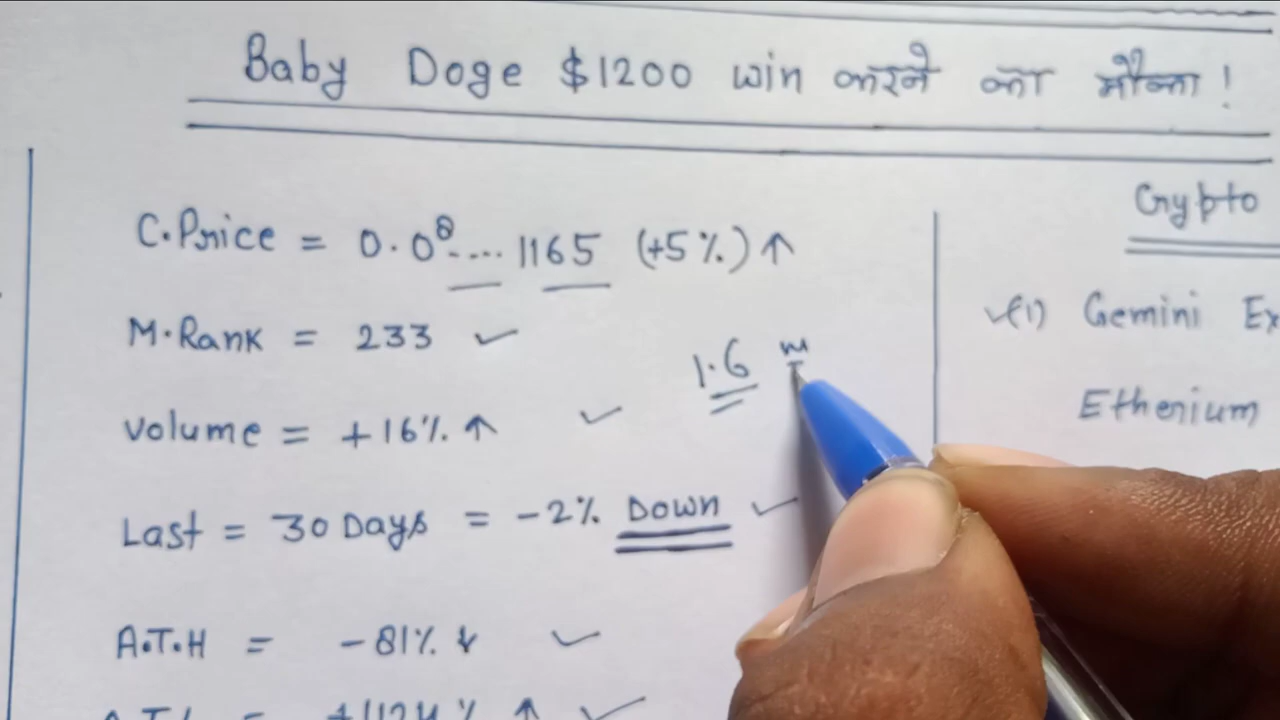 Baby Doge $1200 win करने का मौका !
C.Price = 0.0⁸.... 1165 (+5%) ↑
M.Rank = 233 ✓
1.6 m
Volume = +16% ↑ ✓
Last = 30 Days = -2% Down ✓
A.T.H = -81% ↓ ✓
Crypto
✓(1) Gemini Ex
Etherium